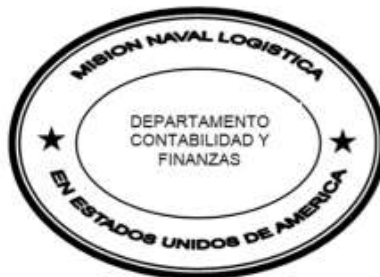 MISION NAVAL LOGISTICA
DEPARTAMENTO
CONTABILIDAD Y
FINANZAS
EN ESTADOS UNIDOS DE AMERICA